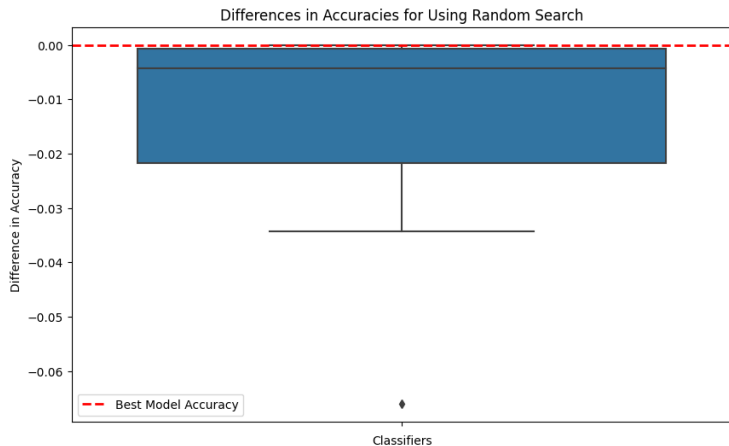 Differences in Accuracies for Using Random Search
Difference in Accuracy
0.00
−0.01
−0.02
−0.03
−0.04
−0.05
−0.06
Best Model Accuracy
Classifiers